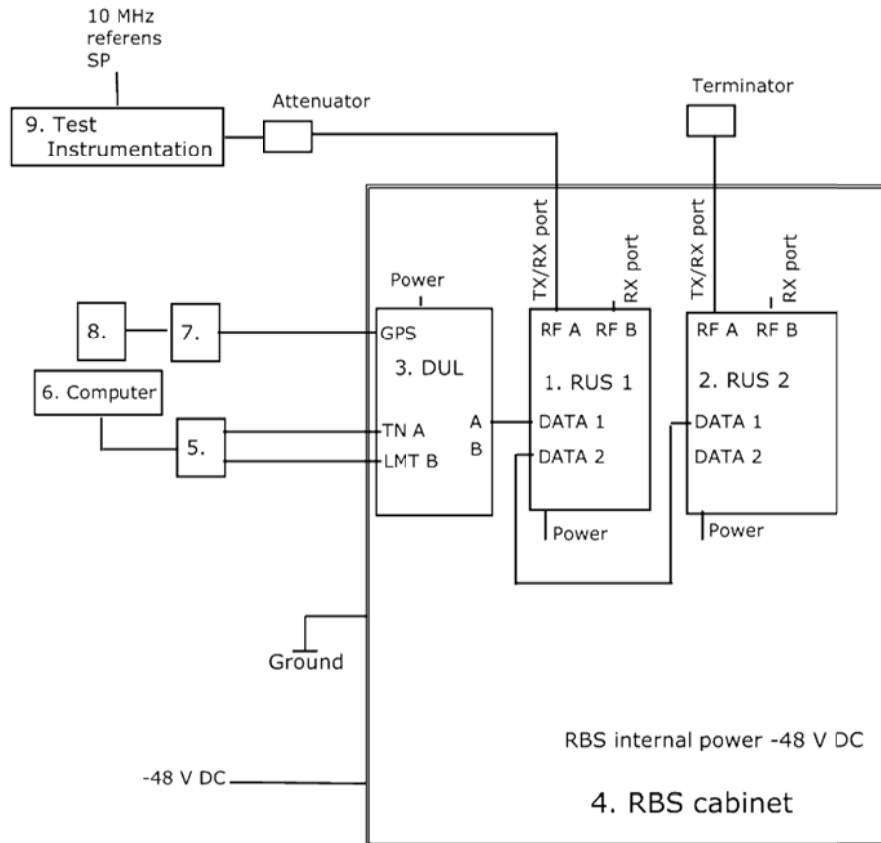 10 MHz
referens
SP
Attenuator
Terminator
9. Test
Instrumentation
TX/RX port
RX port
TX/RX port
RX port
Power
8.
7.
GPS
RF A RF B
RF A RF B
3. DUL
1. RUS 1
2. RUS 2
6. Computer
5.
TN A
A
DATA 1
DATA 1
LMT B
B
DATA 2
DATA 2
Power
Power
Ground
RBS internal power -48 V DC
-48 V DC
4. RBS cabinet